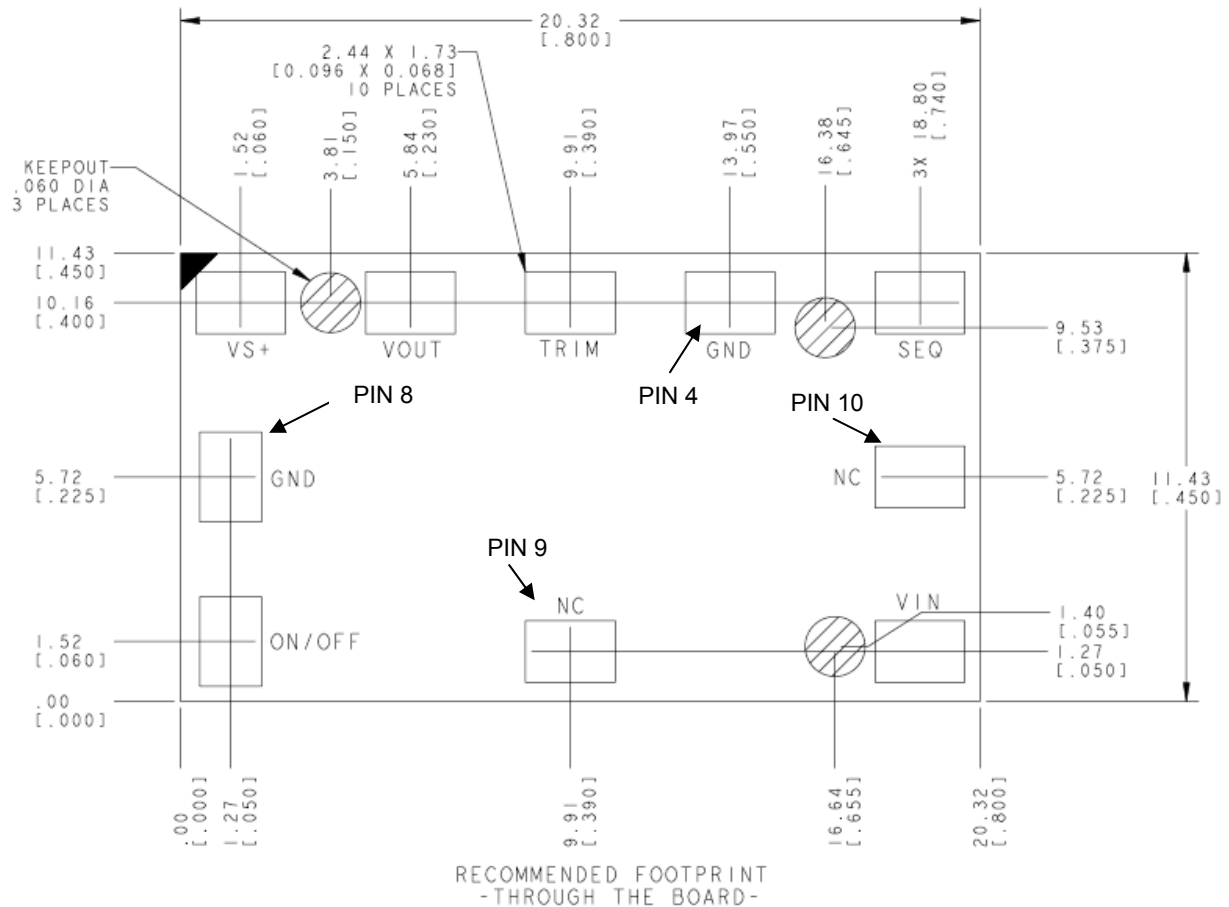 20.32
[.800]
2.44 X 1.73
[0.096 X 0.068]
10 PLACES
KEEPOUT
.060 DIA
3 PLACES
1.52
[.060]
3.81
[.150]
5.84
[.230]
9.91
[.390]
13.97
[.550]
16.38
[.645]
3X 18.80
[.740]
11.43
[.450]
10.16
[.400]
VS+
VOUT
TRIM
GND
SEQ
9.53
[.375]
PIN 8
PIN 4
PIN 10
5.72
[.225]
GND
NC
5.72
[.225]
11.43
[.450]
PIN 9
NC
VIN
1.52
[.060]
ON/OFF
1.40
[.055]
1.27
[.050]
.00
[.000]
.00
[.000]
1.27
[.050]
9.91
[.390]
16.64
[.655]
20.32
[.800]
RECOMMENDED FOOTPRINT
-THROUGH THE BOARD-